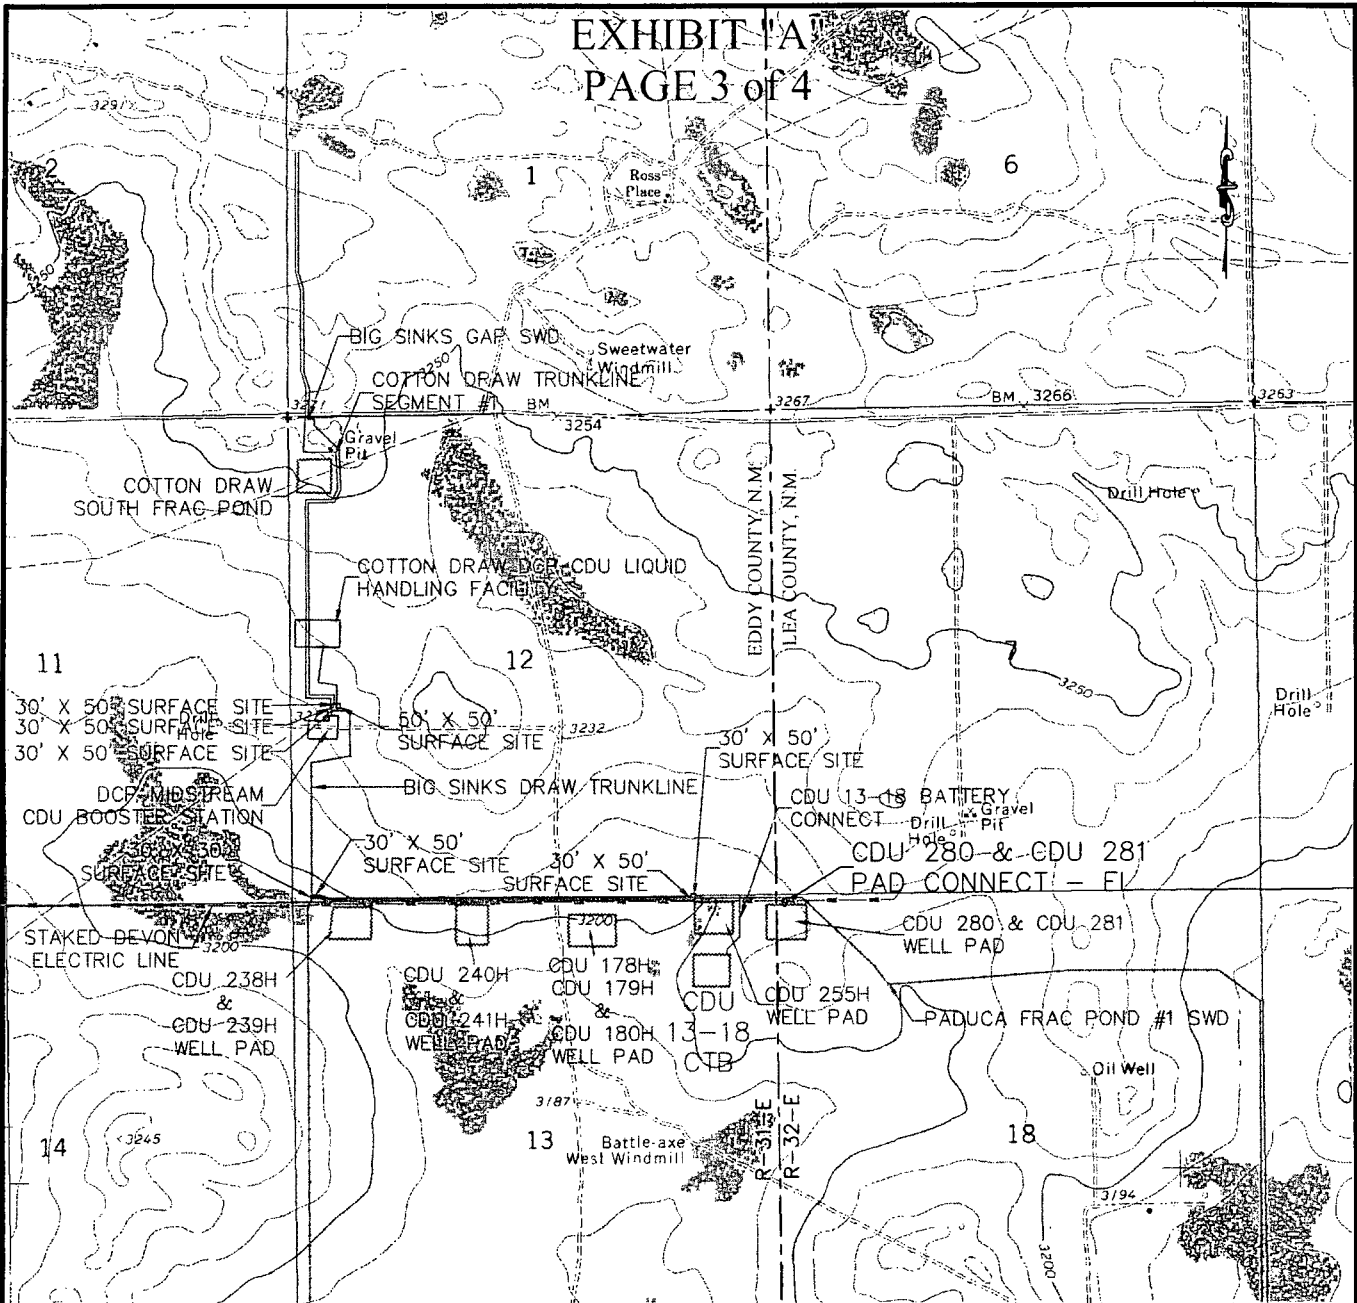 EXHIBIT "A"
PAGE 3 of 4
3291
2
1
Ross
Place
6
BIG SINKS GAP SWD
3250
Sweetwater
Windmill
COTTON DRAW TRUNKLINE
SEGMENT #1
BM
3254
3267
BM 3266
3263
Gravel
Pit
COTTON DRAW
SOUTH FRAC POND
Drill Hole
EDDY COUNTY, N.M.
LEA COUNTY, N.M.
COTTON DRAW DCP CDU LIQUID
HANDLING FACILITY
11
12
3250
Drill
Hole
30' X 50' SURFACE SITE
30' X 50' SURFACE SITE
30' X 50' SURFACE SITE
Drill
Hole
50' X 50'
SURFACE SITE
3232
30' X 50'
SURFACE SITE
DCP MIDSTREAM
CDU BOOSTER STATION
BIG SINKS DRAW TRUNKLINE
CDU 13-18 BATTERY
CONNECT
Drill
Hole
Gravel
Pit
SURFACE SITE
30' X 50'
SURFACE SITE
30' X 50'
SURFACE SITE
CDU 280 & CDU 281
PAD CONNECT - FL
STAKED DEVON
ELECTRIC LINE
3200
3200
CDU 280 & CDU 281
WELL PAD
CDU 238H
&
CDU 239H
WELL PAD
CDU 240H
&
CDU 241H
WELL PAD
CDU 178H
CDU 179H
&
CDU 180H
WELL PAD
CDU
13-18
CTB
CDU 255H
WELL PAD
PADUCA FRAC POND #1 SWD
Oil Well
3187
R-31-E
R-32-E
14
3245
13
Battle-axe
West Windmill
18
3194
3200